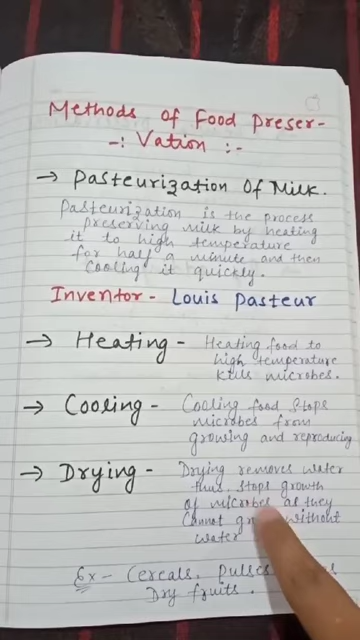 Methods of Food Preser-
-: Vation :-
→ Pasteurization Of Milk.
Pasteurization is the process
preserving milk by heating
it to high temperature
for half a minute and then
Cooling it quickly.
Inventor - Louis Pasteur
→ Heating - Heating food to
high temperature
kills microbes.
→ Cooling - Cooling food stops
microbes from
growing and reproducing
→ Drying - Drying removes water
thus stops growth
of microbes as they
Cannot without
water
Ex - Cereals, Pulses
Dry fruits.